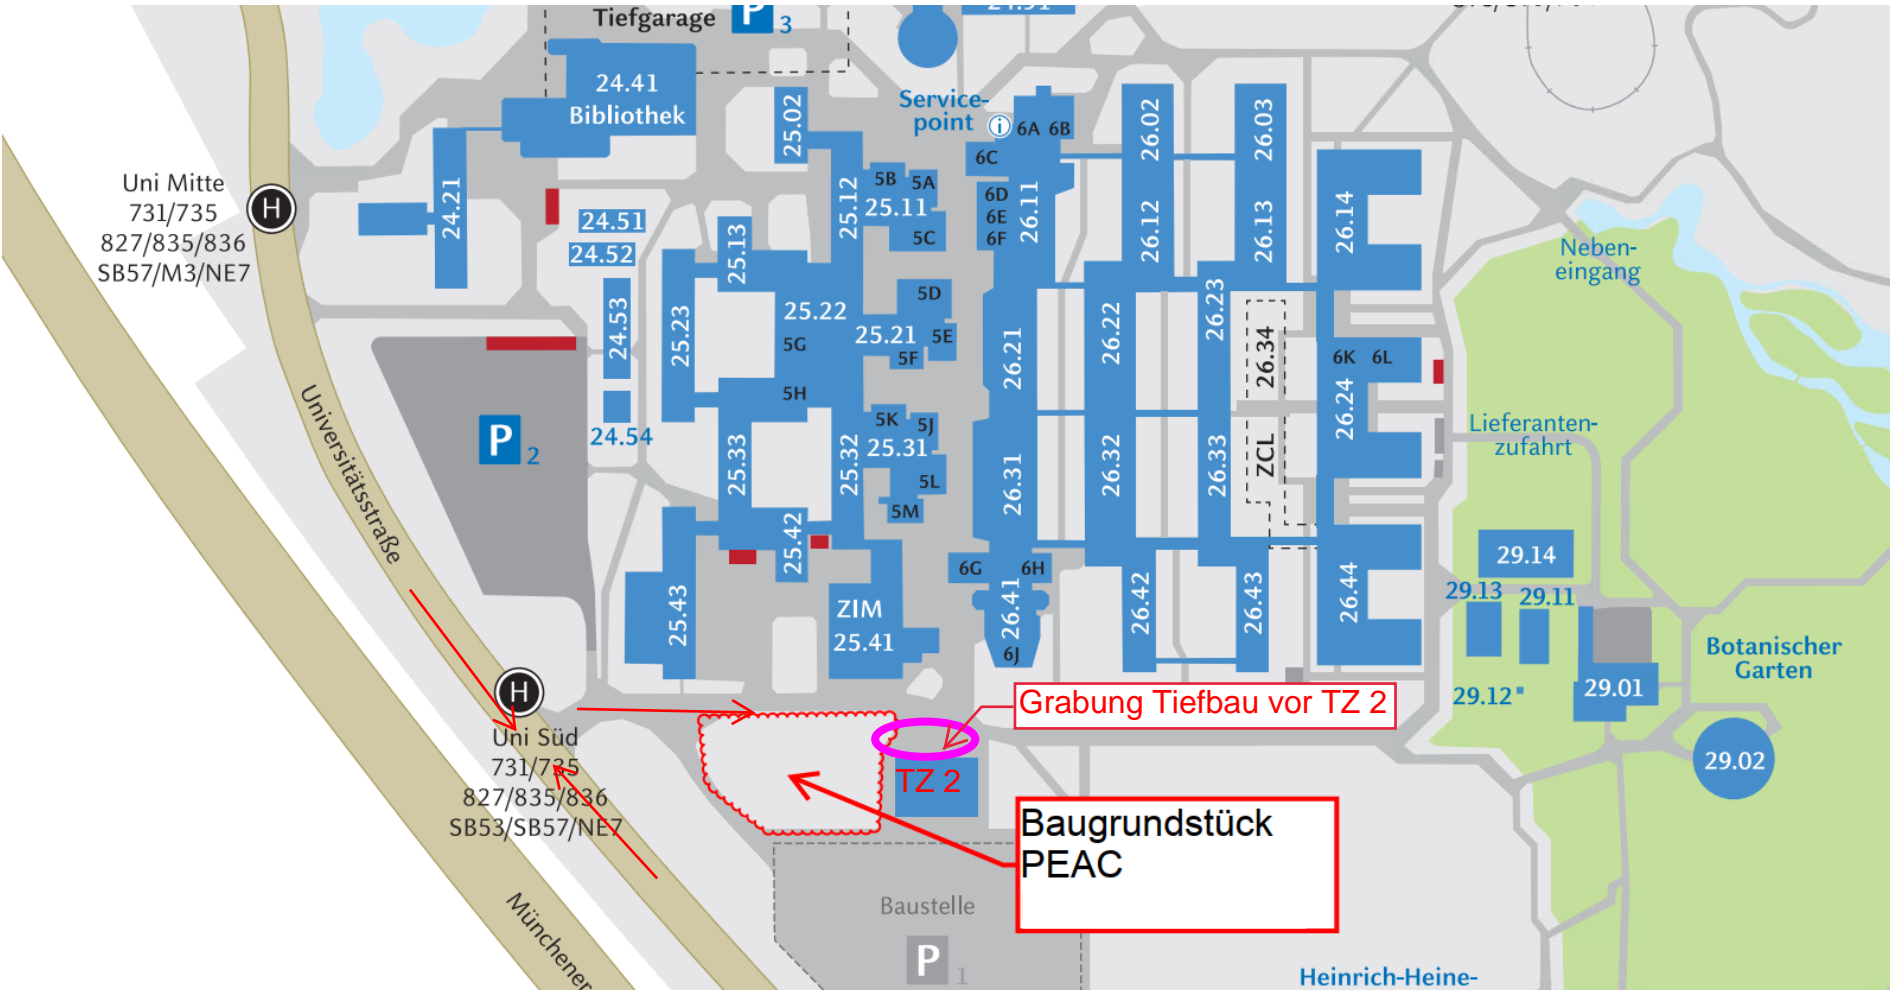 Tiefgarage P 3
24.41
Bibliothek
25.02
Service-
point
i
6A 6B
6C
6D
6E
6F
26.11
26.02
26.03
26.12
26.13
26.14
Uni Mitte
731/735
827/835/836
SB57/M3/NE7
H
24.21
24.51
24.52
24.53
24.54
25.12
5B 5A
25.11
5C
25.13
25.23
25.22
5G
5H
5D
25.21 5E
5F
5K 5J
25.31
5L
5M
25.33
25.32
25.42
25.43
ZIM
25.41
26.21
26.22
26.23
26.34
ZCL
6K 6L
26.24
26.31
26.32
26.33
6G 6H
26.41
6J
26.42
26.43
26.44
Neben-
eingang
Lieferanten-
zufahrt
29.14
29.13 29.11
29.12
29.01
29.02
Botanischer
Garten
P 2
Universitätsstraße
H
Uni Süd
731/735
827/835/836
SB53/SB57/NE7
Münchener
Grabung Tiefbau vor TZ 2
TZ 2
Baugrundstück
PEAC
Baustelle
P 1
Heinrich-Heine-